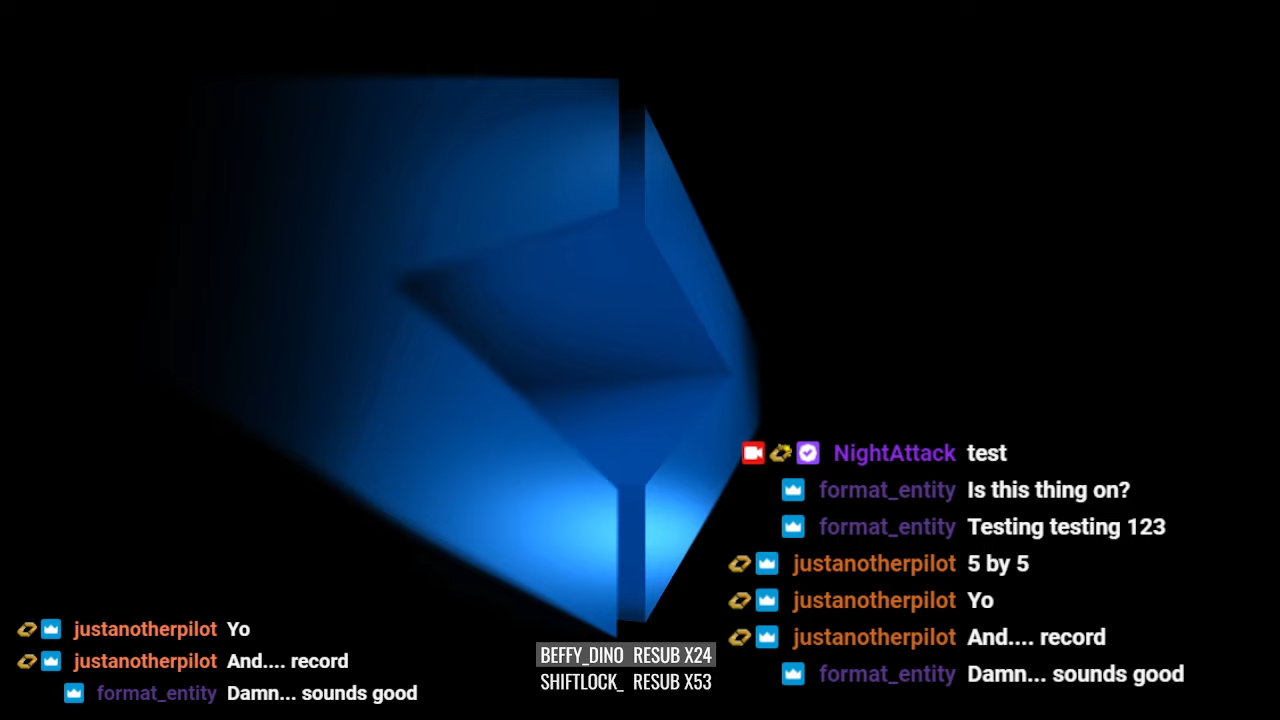 NightAttack test
format_entity Is this thing on?
format_entity Testing testing 123
justanotherpilot 5 by 5
justanotherpilot Yo
justanotherpilot And.... record
format_entity Damn... sounds good
justanotherpilot Yo
justanotherpilot And.... record
format_entity Damn... sounds good
BEFFY_DINO RESUB X24
SHIFTLOCK_ RESUB X53